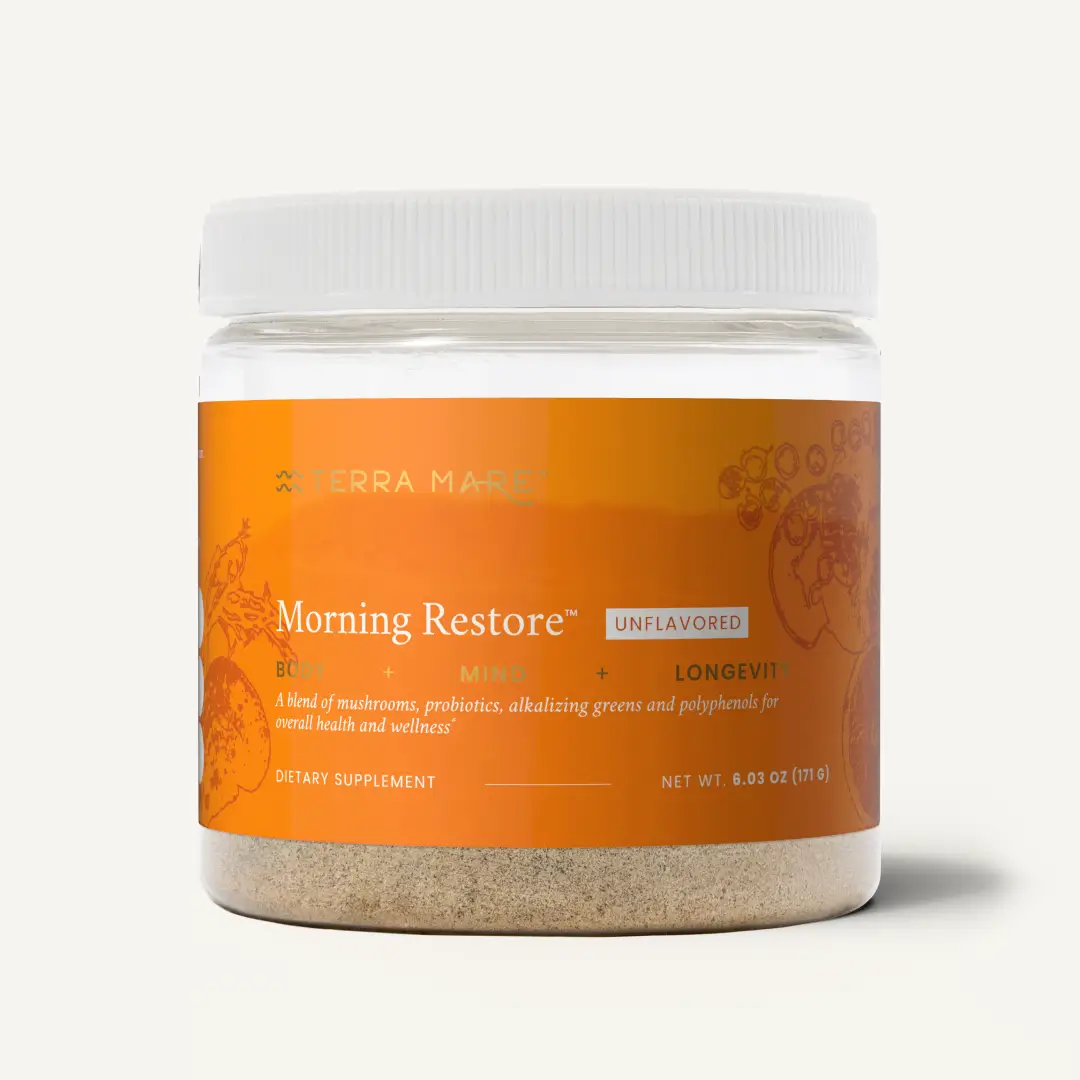 TERRA MARE
Morning Restore™ UNFLAVORED
BODY + MIND + LONGEVITY
A blend of mushrooms, probiotics, alkalizing greens and polyphenols for
overall health and wellness*
DIETARY SUPPLEMENT NET WT. 6.03 OZ (171 G)